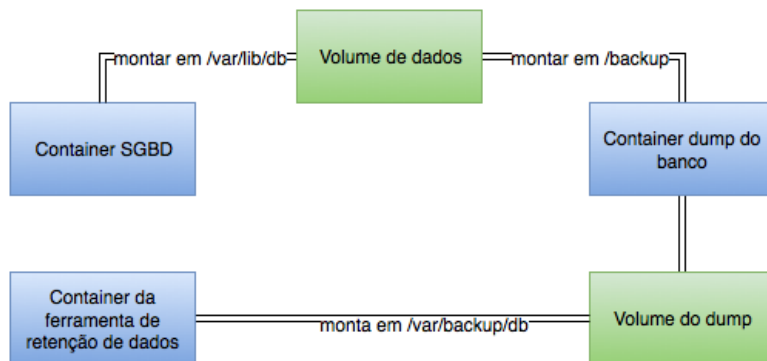 Volume de dados
montar em /var/lib/db
montar em /backup
Container SGBD
Container dump do
banco
Container da
ferramenta de
retenção de dados
monta em /var/backup/db
Volume do dump